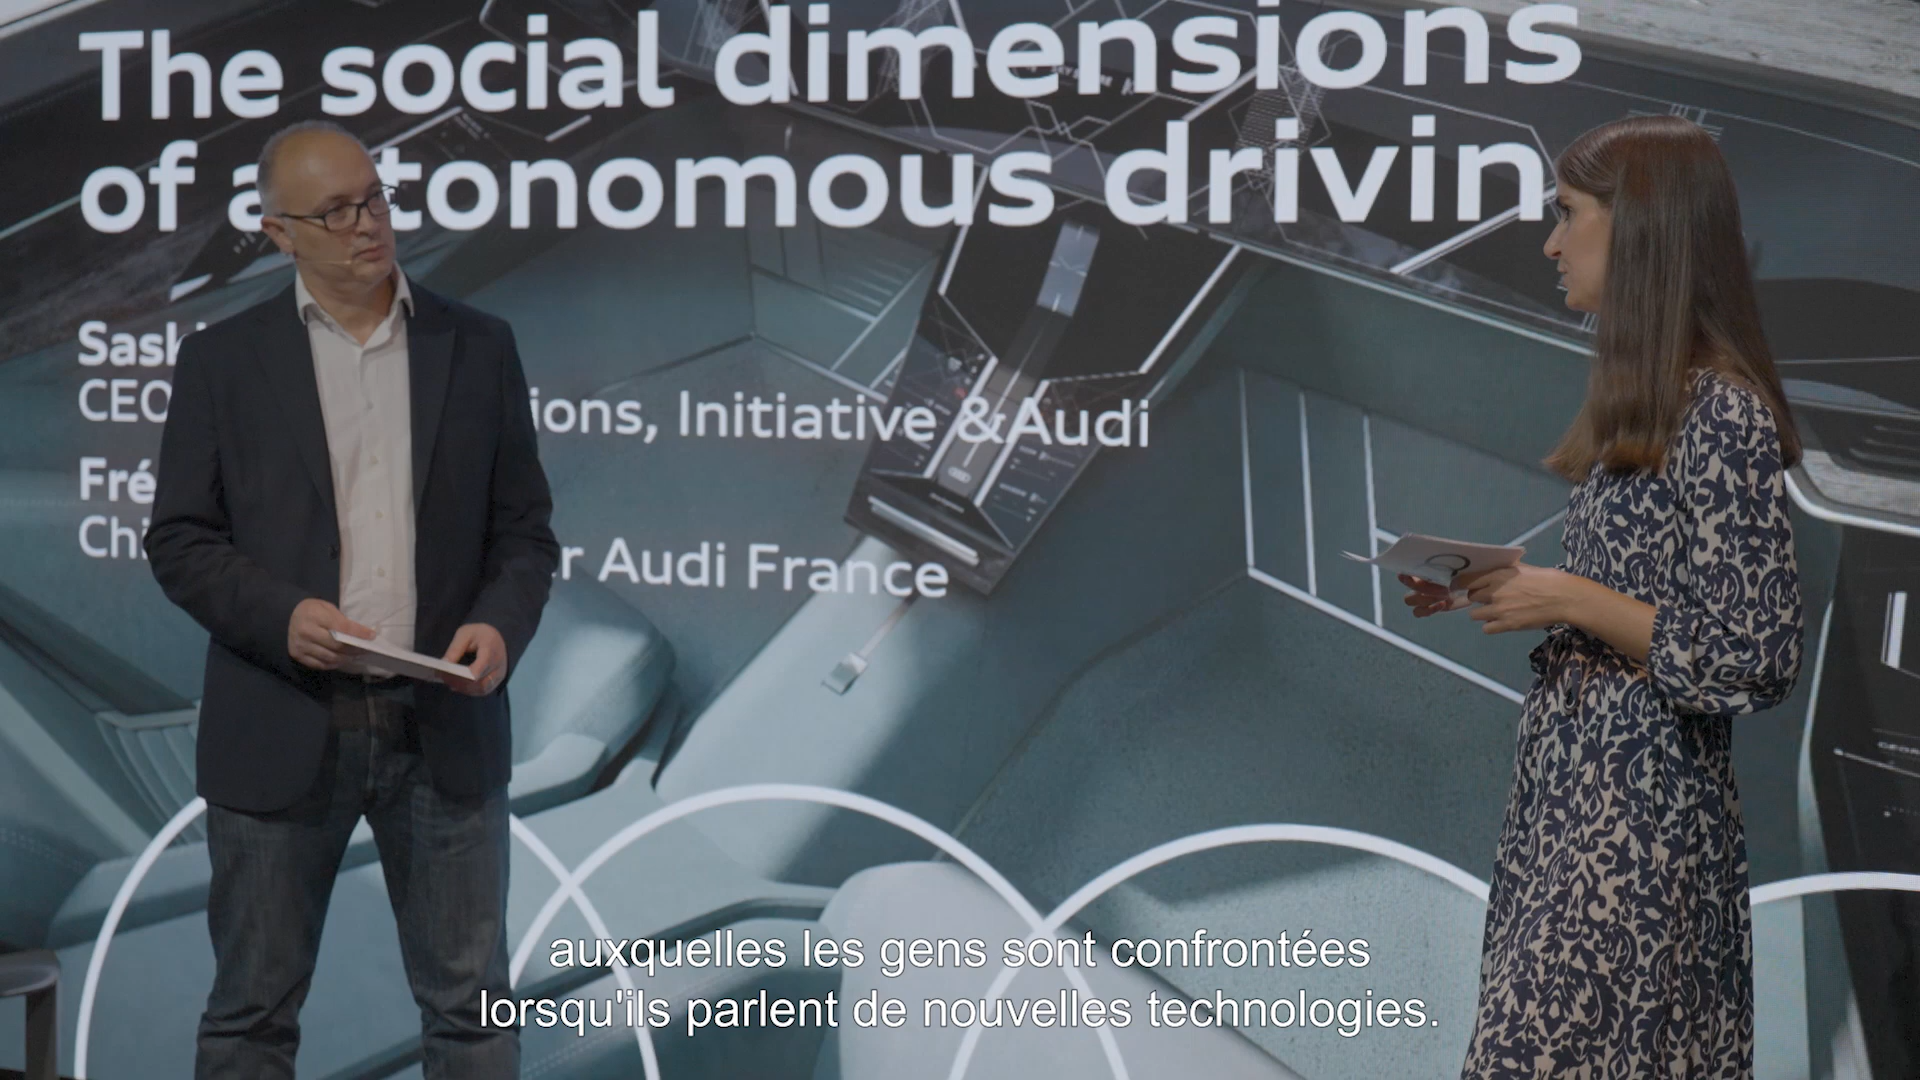 The social dimensions
of autonomous drivin
Sask
CEO ions, Initiative &Audi
Fré
Chi r Audi France
auxquelles les gens sont confrontées
lorsqu'ils parlent de nouvelles technologies.